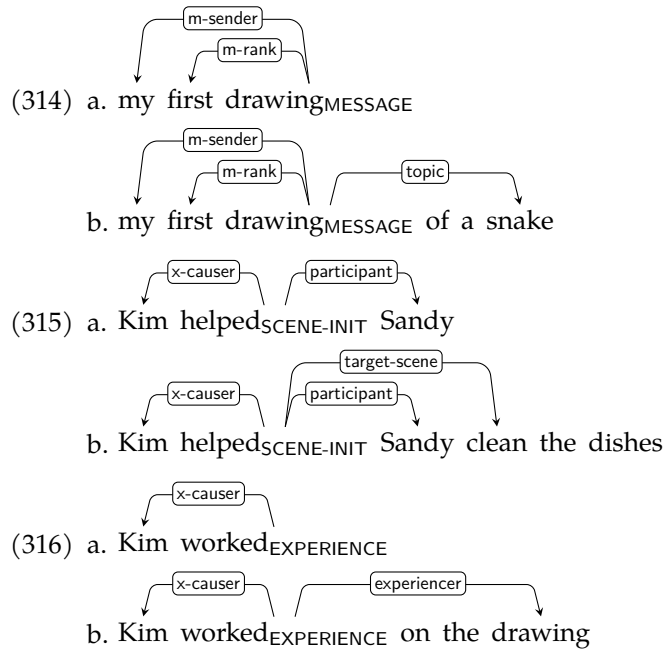 m-sender
m-rank
(314) a. my first drawingMESSAGE
m-sender
m-rank topic
b. my first drawingMESSAGE of a snake
x-causer participant
(315) a. Kim helpedSCENE-INIT Sandy
target-scene
x-causer participant
b. Kim helpedSCENE-INIT Sandy clean the dishes
x-causer
(316) a. Kim workedEXPERIENCE
x-causer experiencer
b. Kim workedEXPERIENCE on the drawing